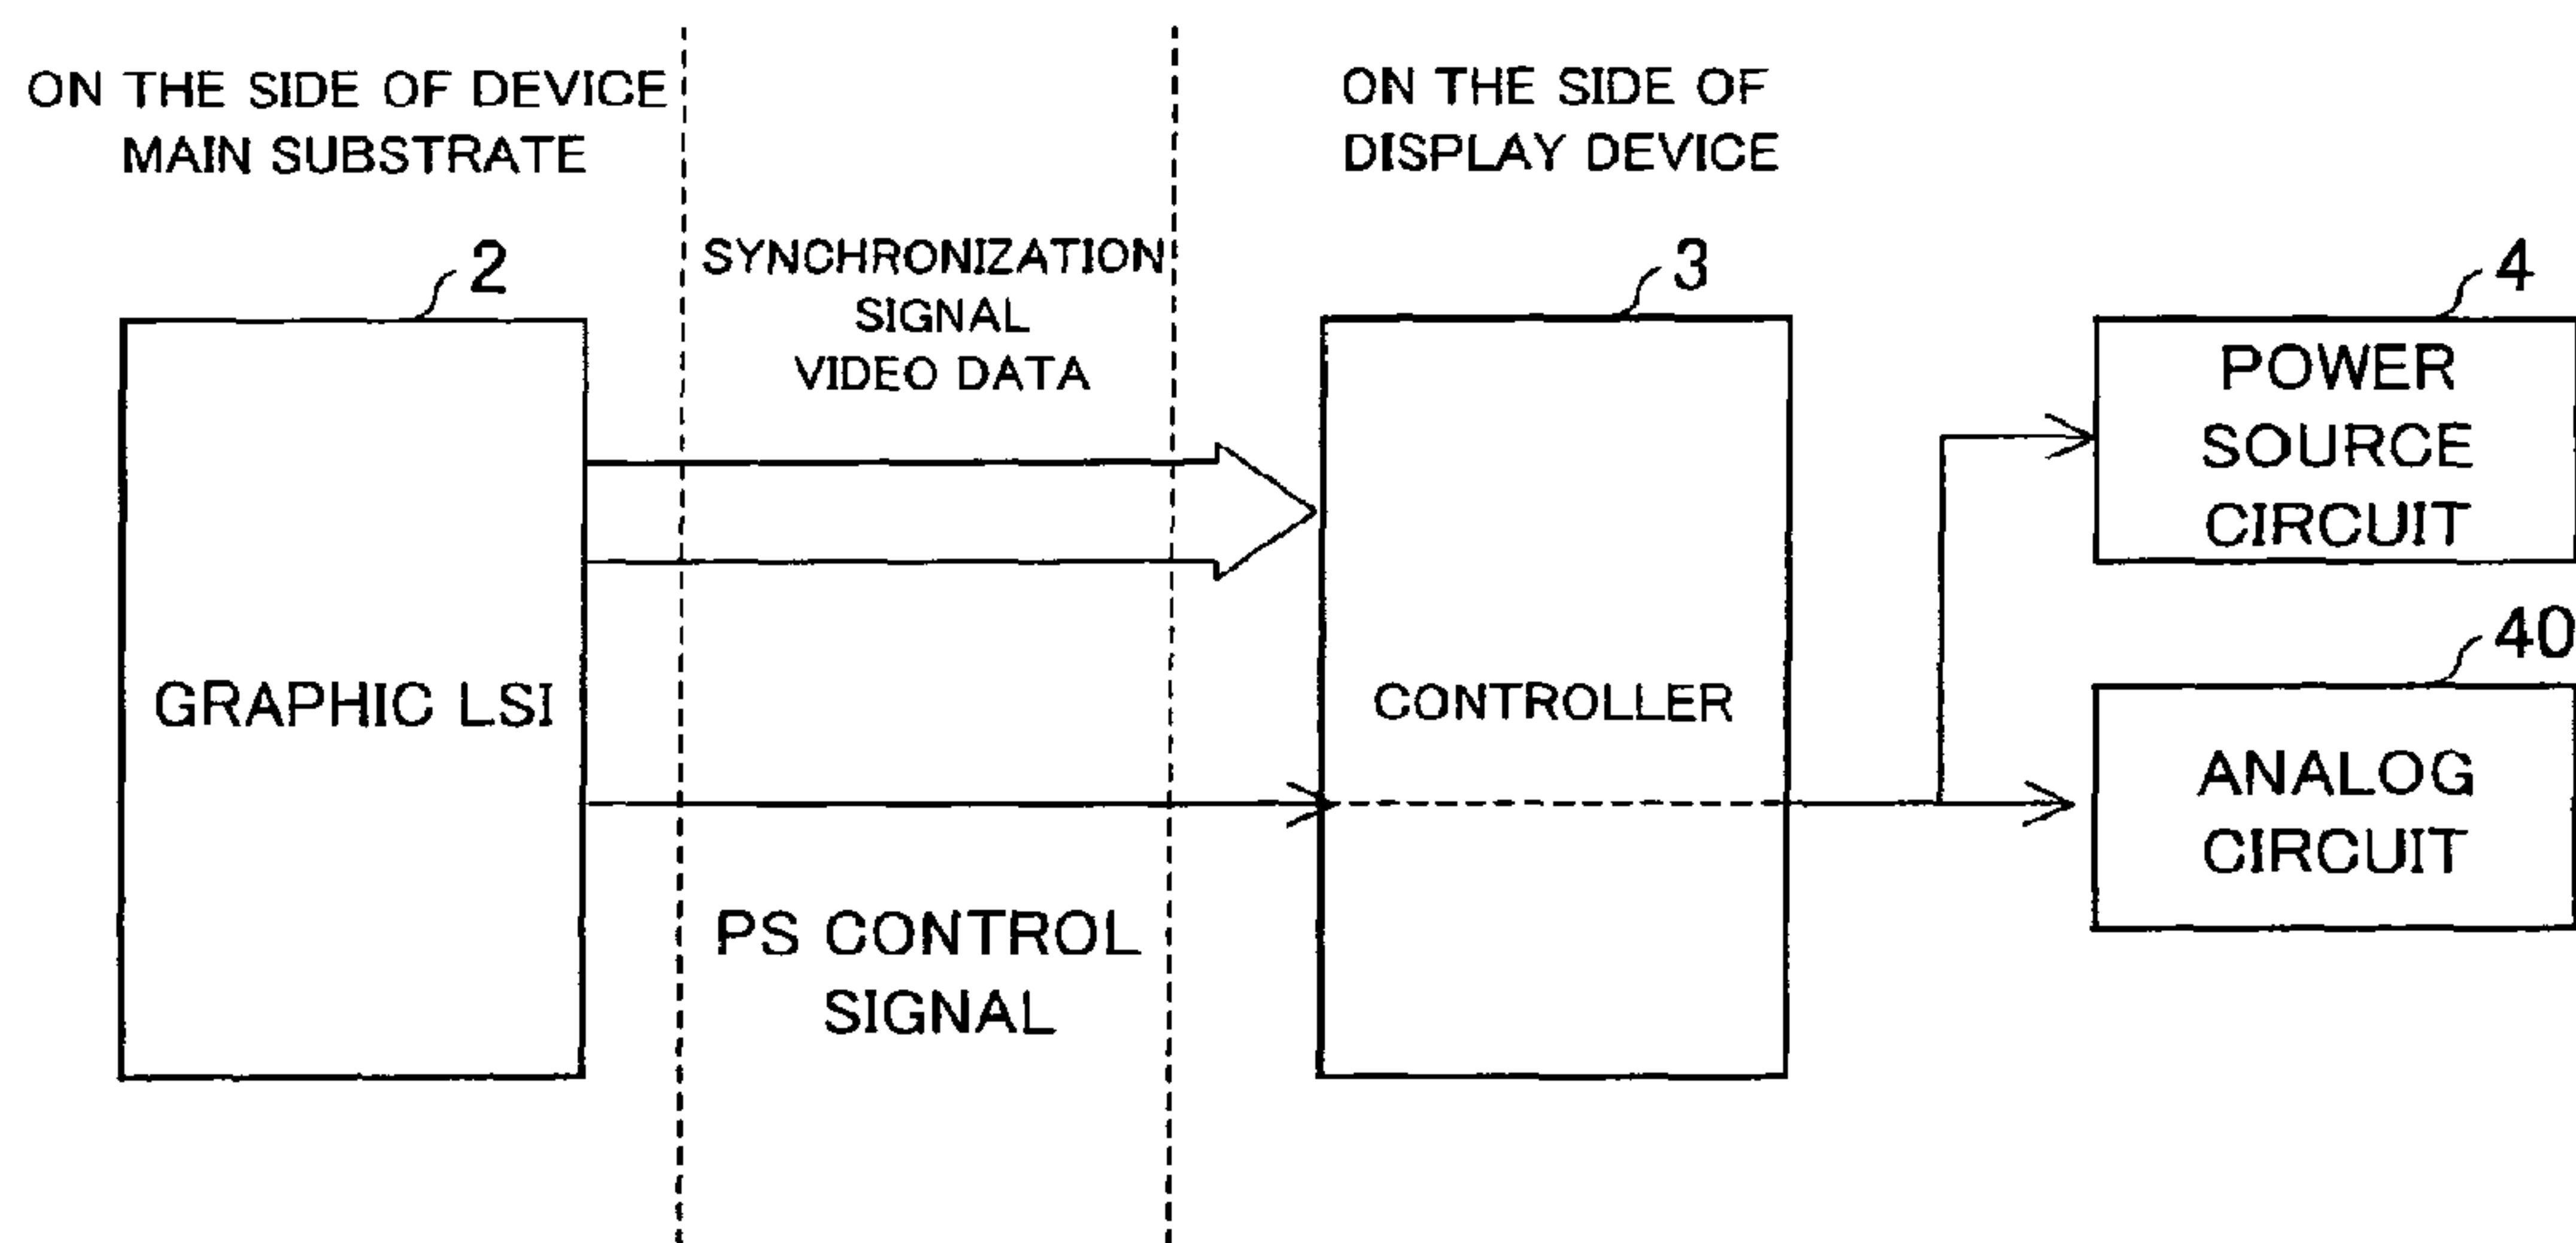 ON THE SIDE OF DEVICE
MAIN SUBSTRATE
ON THE SIDE OF
DISPLAY DEVICE
SYNCHRONIZATION
SIGNAL
VIDEO DATA
2
3
4
POWER
SOURCE
CIRCUIT
40
GRAPHIC LSI
CONTROLLER
ANALOG
CIRCUIT
PS CONTROL
SIGNAL